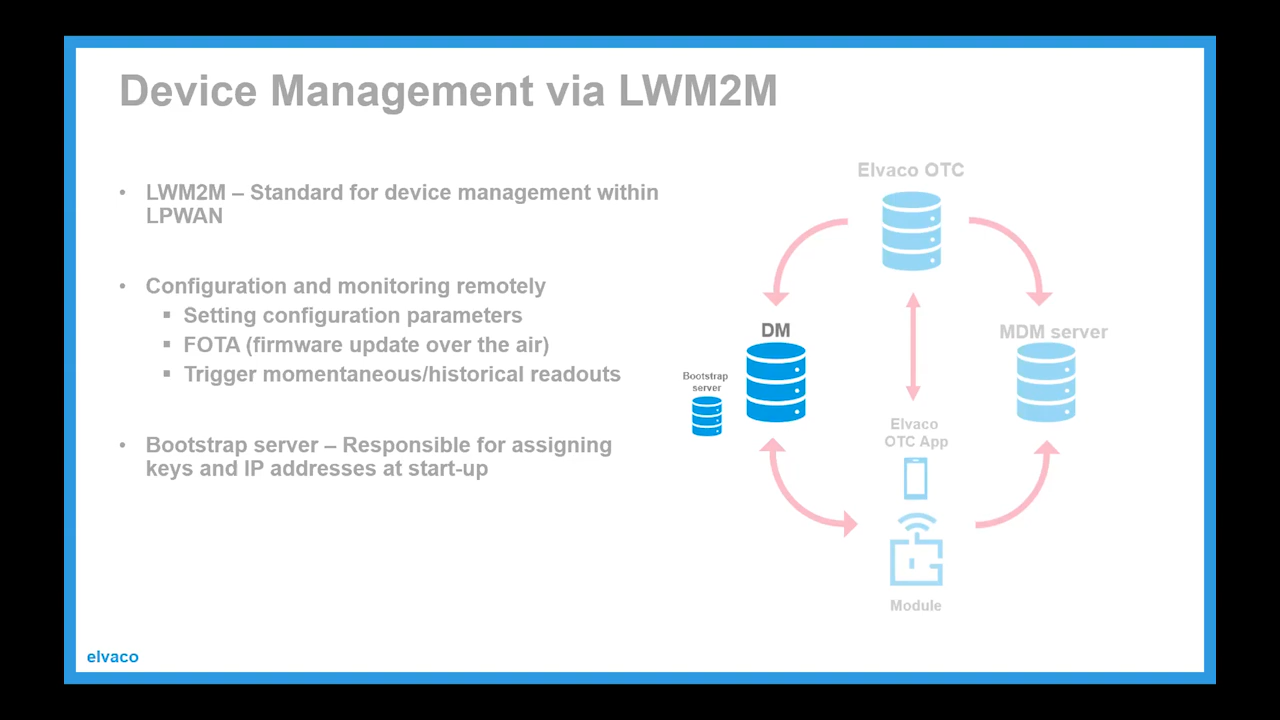 Device Management via LWM2M
• LWM2M – Standard for device management within
LPWAN
• Configuration and monitoring remotely
▪ Setting configuration parameters
▪ FOTA (firmware update over the air)
▪ Trigger momentaneous/historical readouts
• Bootstrap server – Responsible for assigning
keys and IP addresses at start-up
Elvaco OTC
DM
MDM server
Bootstrap
server
Elvaco
OTC App
Module
elvaco